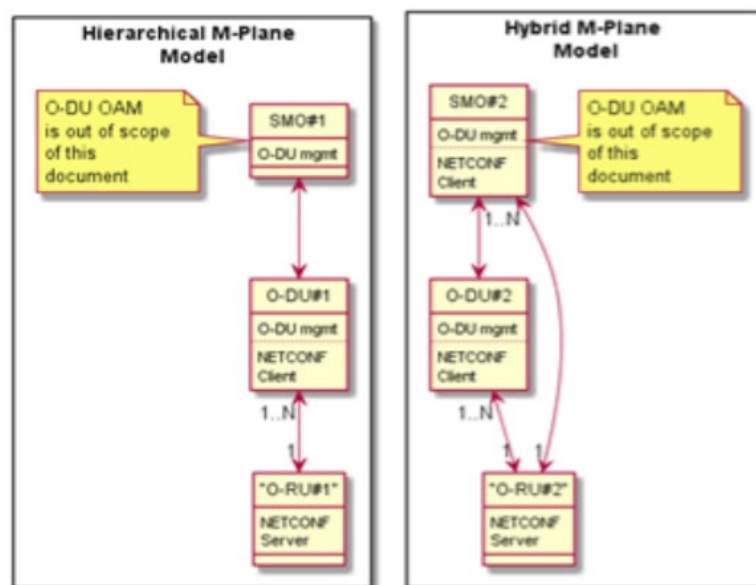 Hierarchical M-Plane
Model
O-DU OAM
is out of scope
of this
document
SMO#1
O-DU mgmt
O-DU#1
O-DU mgmt
NETCONF
Client
1..N
1
"O-RU#1"
NETCONF
Server
Hybrid M-Plane
Model
SMO#2
O-DU mgmt
NETCONF
Client
O-DU OAM
is out of scope
of this
document
1..N
O-DU#2
O-DU mgmt
NETCONF
Client
1..N
1
1
"O-RU#2"
NETCONF
Server